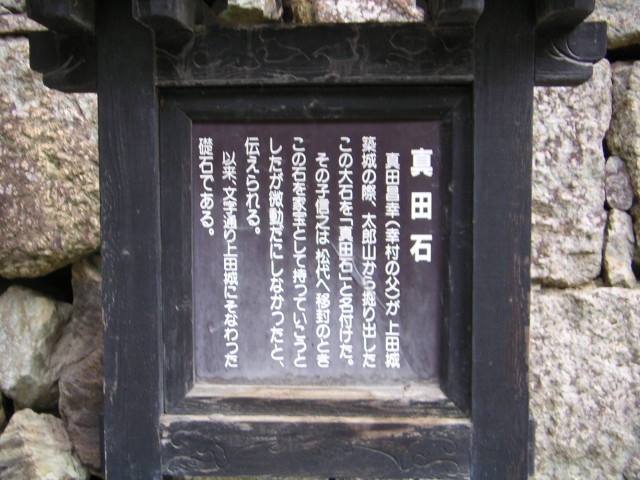 真田石
真田昌幸(幸村の父)が 上田城
築城の際、太郎山から掘り出した
この大石を「真田石」と名付けた。
その子信之は 松代へ移封のとき
この石を家宝として持っていこうと
したが微動だにしなかったと、
伝えられる。
以来、文字通り上田城にそなわった
礎石である。